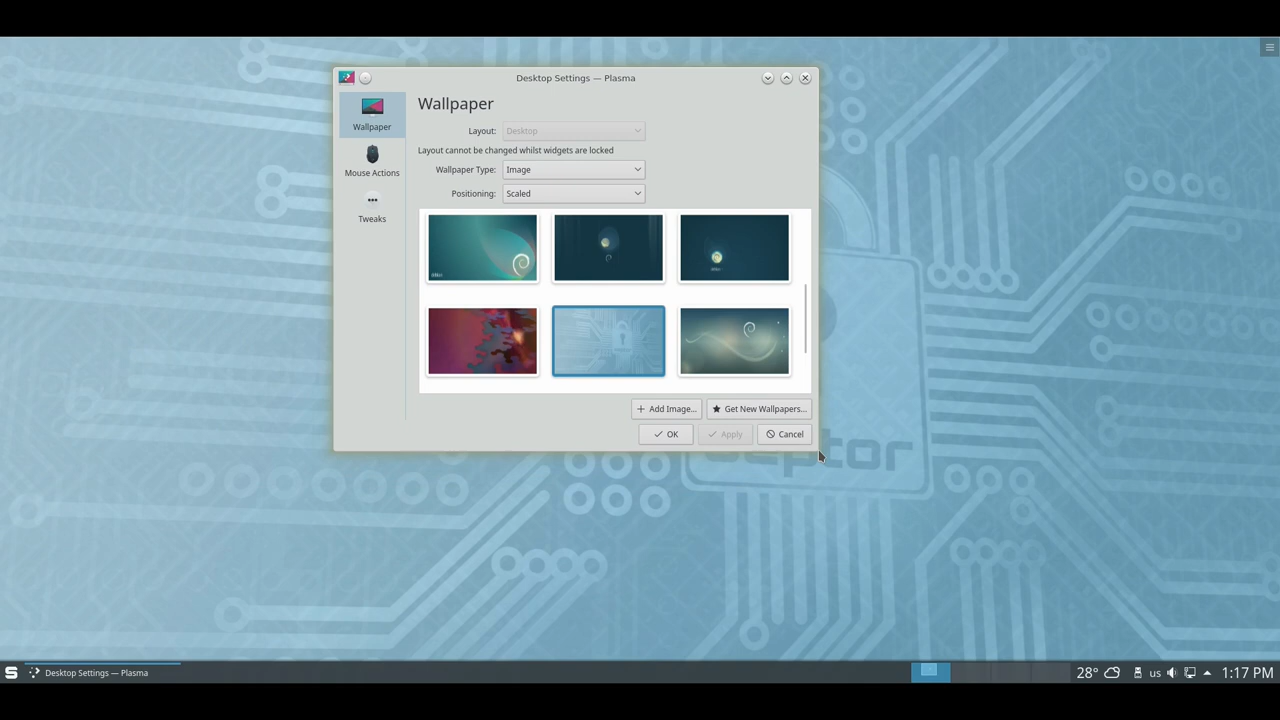 Desktop Settings — Plasma
Wallpaper
Wallpaper
Mouse Actions
Tweaks
Layout: Desktop
Layout cannot be changed whilst widgets are locked
Wallpaper Type: Image
Positioning: Scaled
Add Image...
Get New Wallpapers...
OK
Apply
Cancel
Desktop Settings — Plasma
28°
us
1:17 PM